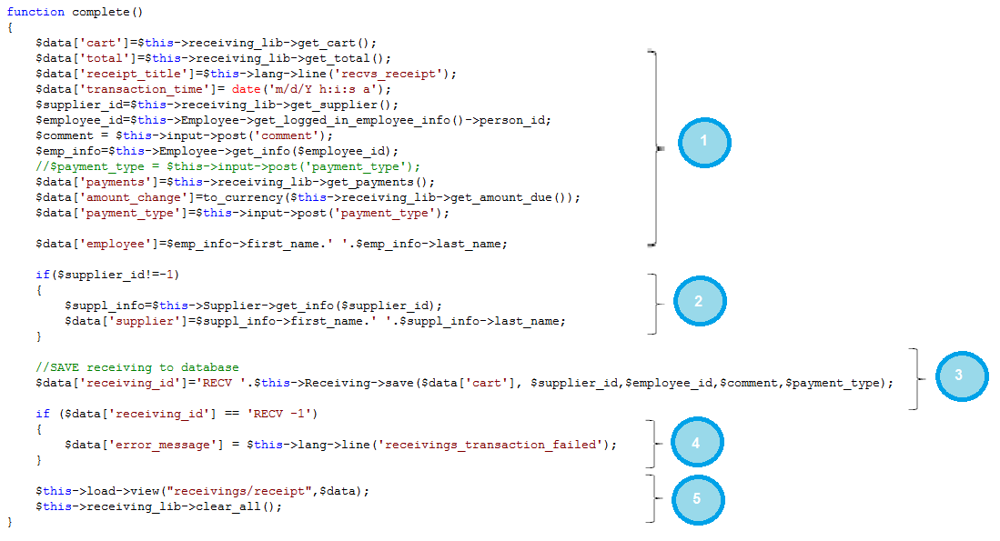 function complete()
{
    $data['cart']=$this->receiving_lib->get_cart();
    $data['total']=$this->receiving_lib->get_total();
    $data['receipt_title']=$this->lang->line('recvs_receipt');
    $data['transaction_time']= date('m/d/Y h:i:s a');
    $supplier_id=$this->receiving_lib->get_supplier();
    $employee_id=$this->Employee->get_logged_in_employee_info()->person_id;
    $comment = $this->input->post('comment');
    $emp_info=$this->Employee->get_info($employee_id);
    //$payment_type = $this->input->post('payment_type');
    $data['payments']=$this->receiving_lib->get_payments();
    $data['amount_change']=to_currency($this->receiving_lib->get_amount_due());
    $data['payment_type']=$this->input->post('payment_type');
    $data['employee']=$emp_info->first_name.' '.$emp_info->last_name;
1
    if($supplier_id!=-1)
    {
        $suppl_info=$this->Supplier->get_info($supplier_id);
        $data['supplier']=$suppl_info->first_name.' '.$suppl_info->last_name;
    }
2
    //SAVE receiving to database
    $data['receiving_id']='RECV '.$this->Receiving->save($data['cart'], $supplier_id,$employee_id,$comment,$payment_type);
3
    if ($data['receiving_id'] == 'RECV -1')
    {
        $data['error_message'] = $this->lang->line('receivings_transaction_failed');
    }
4
    $this->load->view("receivings/receipt",$data);
    $this->receiving_lib->clear_all();
5
}